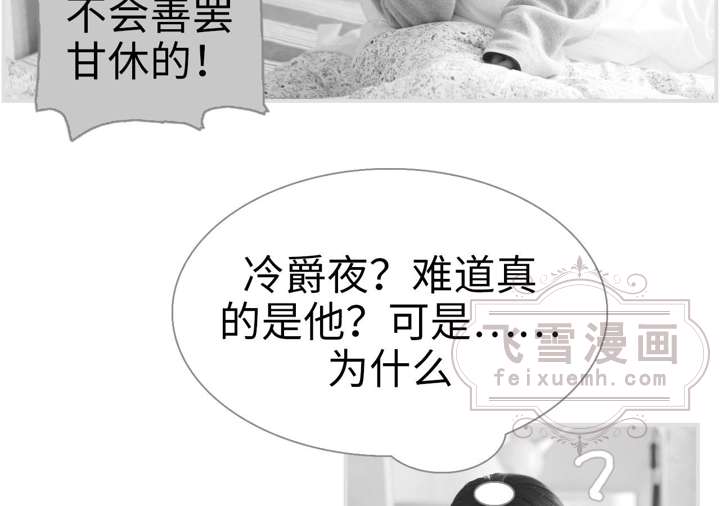 不会善罢
甘休的！
冷爵夜？难道真
的是他？可是……
为什么
飞雪漫画
feixuemh.com
?